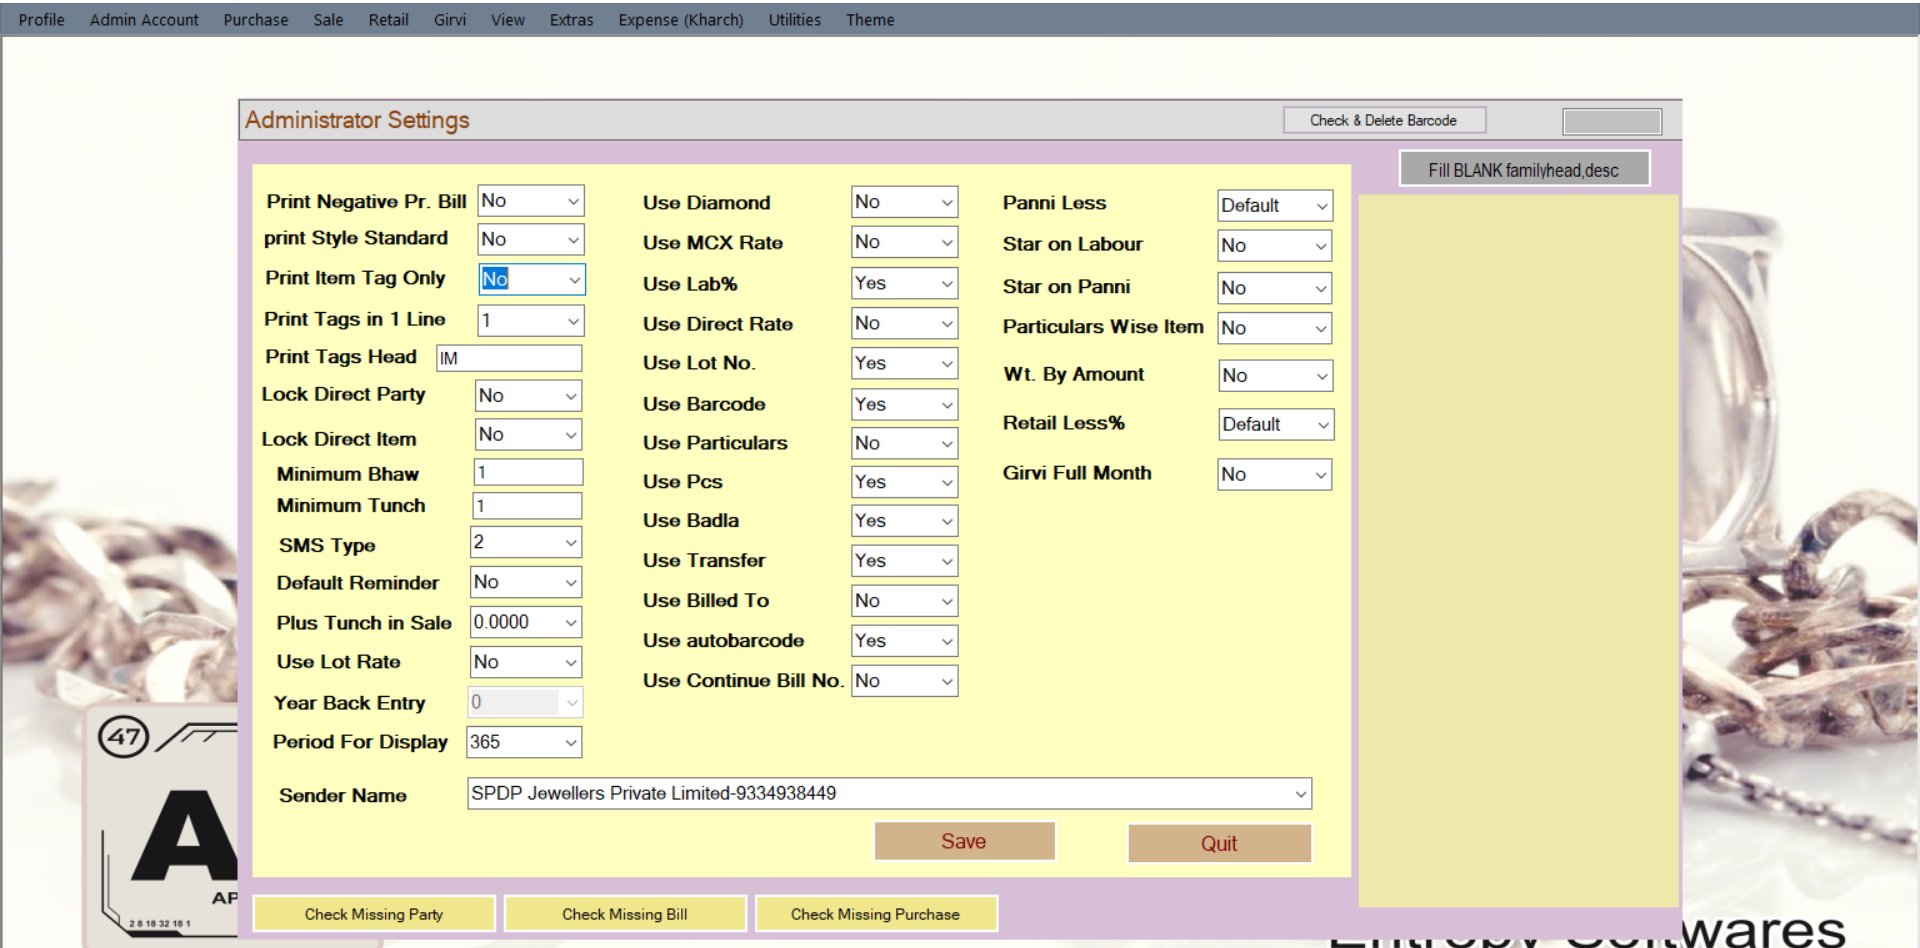 Profile Admin Account Purchase Sale Retail Girvi View Extras Expense (Kharch) Utilities Theme
Administrator Settings
Check & Delete Barcode
Fill BLANK familyhead,desc
Print Negative Pr. Bill No
print Style Standard No
Print Item Tag Only No
Print Tags in 1 Line 1
Print Tags Head IM
Lock Direct Party No
Lock Direct Item No
Minimum Bhaw 1
Minimum Tunch 1
SMS Type 2
Default Reminder No
Plus Tunch in Sale 0.0000
Use Lot Rate No
Year Back Entry 0
Period For Display 365
Use Diamond No
Use MCX Rate No
Use Lab% Yes
Use Direct Rate No
Use Lot No. Yes
Use Barcode Yes
Use Particulars No
Use Pcs Yes
Use Badla Yes
Use Transfer Yes
Use Billed To No
Use autobarcode Yes
Use Continue Bill No. No
Panni Less Default
Star on Labour No
Star on Panni No
Particulars Wise Item No
Wt. By Amount No
Retail Less% Default
Girvi Full Month No
Sender Name SPDP Jewellers Private Limited-9334938449
Save Quit
Check Missing Party Check Missing Bill Check Missing Purchase
47
A
AP
2 8 18 32 18 1
Entropy Softwares